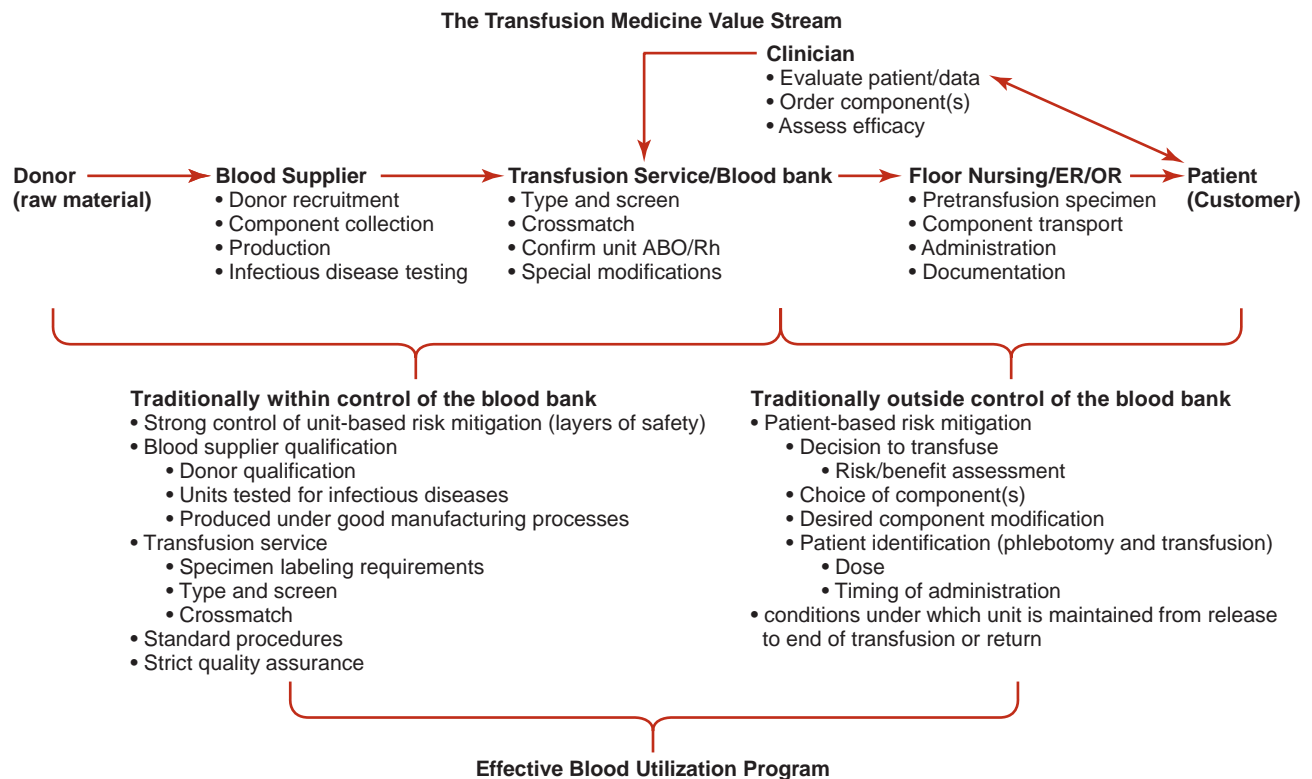 The Transfusion Medicine Value Stream
Clinician
• Evaluate patient/data
• Order component(s)
• Assess efficacy
Donor
(raw material)
Blood Supplier
• Donor recruitment
• Component collection
• Production
• Infectious disease testing
Transfusion Service/Blood bank
• Type and screen
• Crossmatch
• Confirm unit ABO/Rh
• Special modifications
Floor Nursing/ER/OR
• Pretransfusion specimen
• Component transport
• Administration
• Documentation
Patient
(Customer)
Traditionally within control of the blood bank
• Strong control of unit-based risk mitigation (layers of safety)
• Blood supplier qualification
• Donor qualification
• Units tested for infectious diseases
• Produced under good manufacturing processes
• Transfusion service
• Specimen labeling requirements
• Type and screen
• Crossmatch
• Standard procedures
• Strict quality assurance
Traditionally outside control of the blood bank
• Patient-based risk mitigation
• Decision to transfuse
• Risk/benefit assessment
• Choice of component(s)
• Desired component modification
• Patient identification (phlebotomy and transfusion)
• Dose
• Timing of administration
• conditions under which unit is maintained from release
to end of transfusion or return
Effective Blood Utilization Program